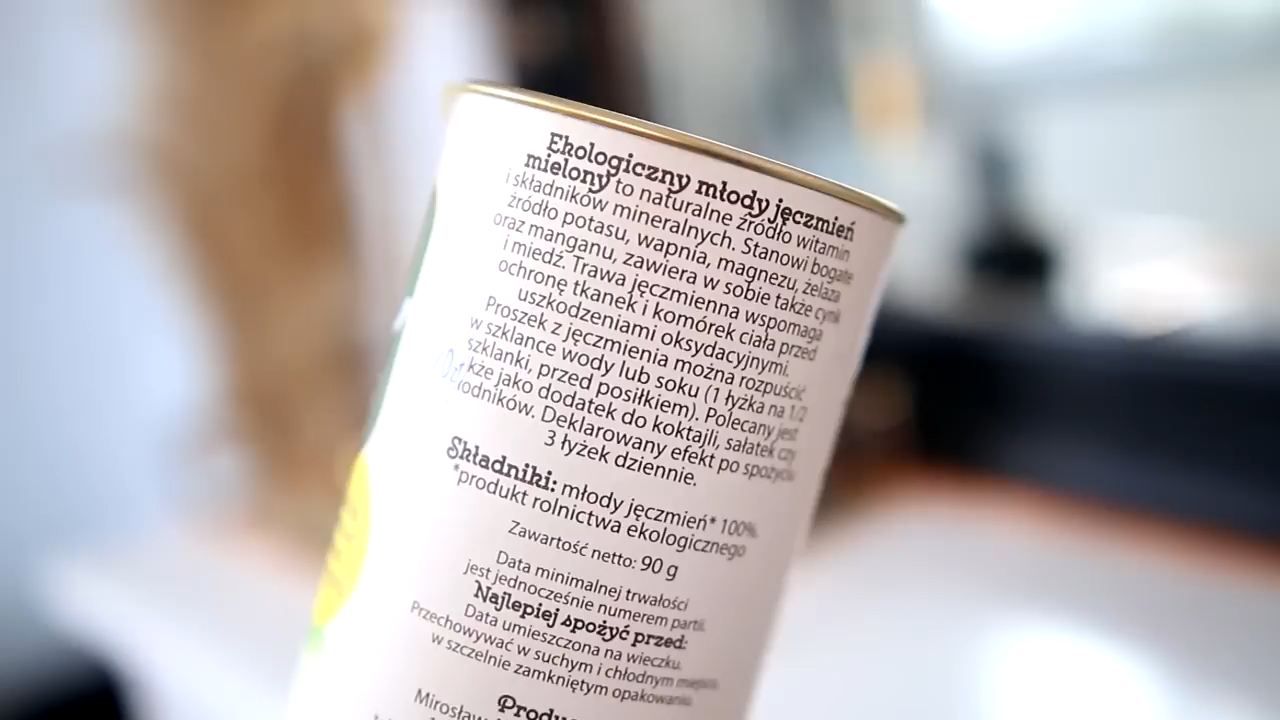 Ekologiczny młody jęczmień
mielony to naturalne źródło witamin
i składników mineralnych. Stanowi bogate
źródło potasu, wapnia, magnezu, żelaza
oraz manganu, zawiera w sobie także cynk
i miedź. Trawa jęczmienna wspomaga
ochronę tkanek i komórek ciała przed
uszkodzeniami oksydacyjnymi.
Proszek z jęczmienia można rozpuścić
w szklance wody lub soku (1 łyżka na 1/2
szklanki, przed posiłkiem). Polecany jest
kże jako dodatek do koktajli, sałatek czy
odników. Deklarowany efekt po spożyciu
3 łyżek dziennie.
Składniki: młody jęczmień* 100%.
*produkt rolnictwa ekologicznego
Zawartość netto: 90 g
Data minimalnej trwałości
jest jednocześnie numerem partii.
Najlepiej spożyć przed:
Data umieszczona na wieczku.
Przechowywać w suchym i chłodnym miejscu
w szczelnie zamkniętym opakowaniu.
Mirosław